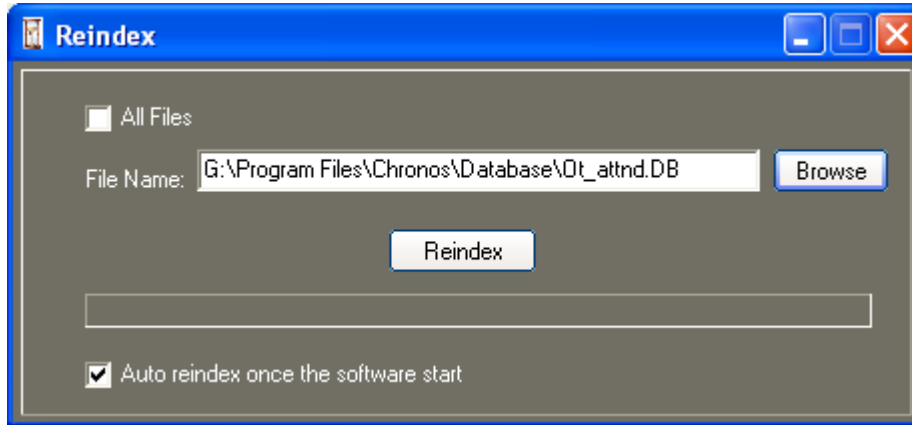 Reindex
All Files
File Name: G:\Program Files\Chronos\Database\Ot_attnd.DB Browse
Reindex
Auto reindex once the software start